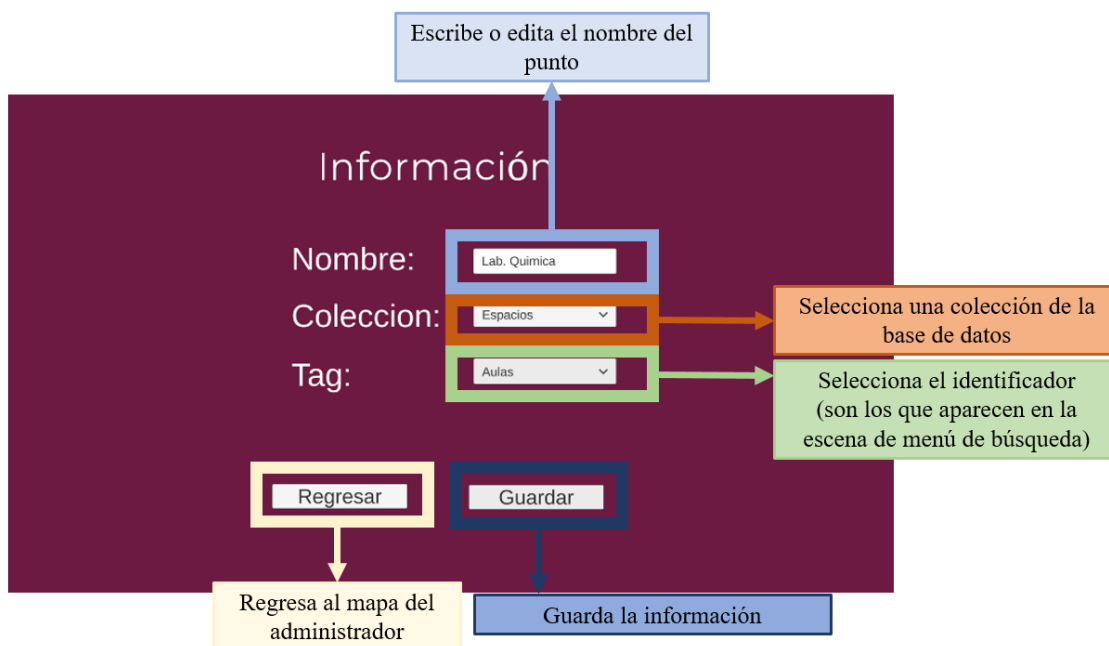 Escribe o edita el nombre del
punto
Información
Nombre:
Lab. Quimica
Coleccion:
Espacios
Selecciona una colección de la
base de datos
Tag:
Aulas
Selecciona el identificador
(son los que aparecen en la
escena de menú de búsqueda)
Regresar
Guardar
Regresa al mapa del
administrador
Guarda la información